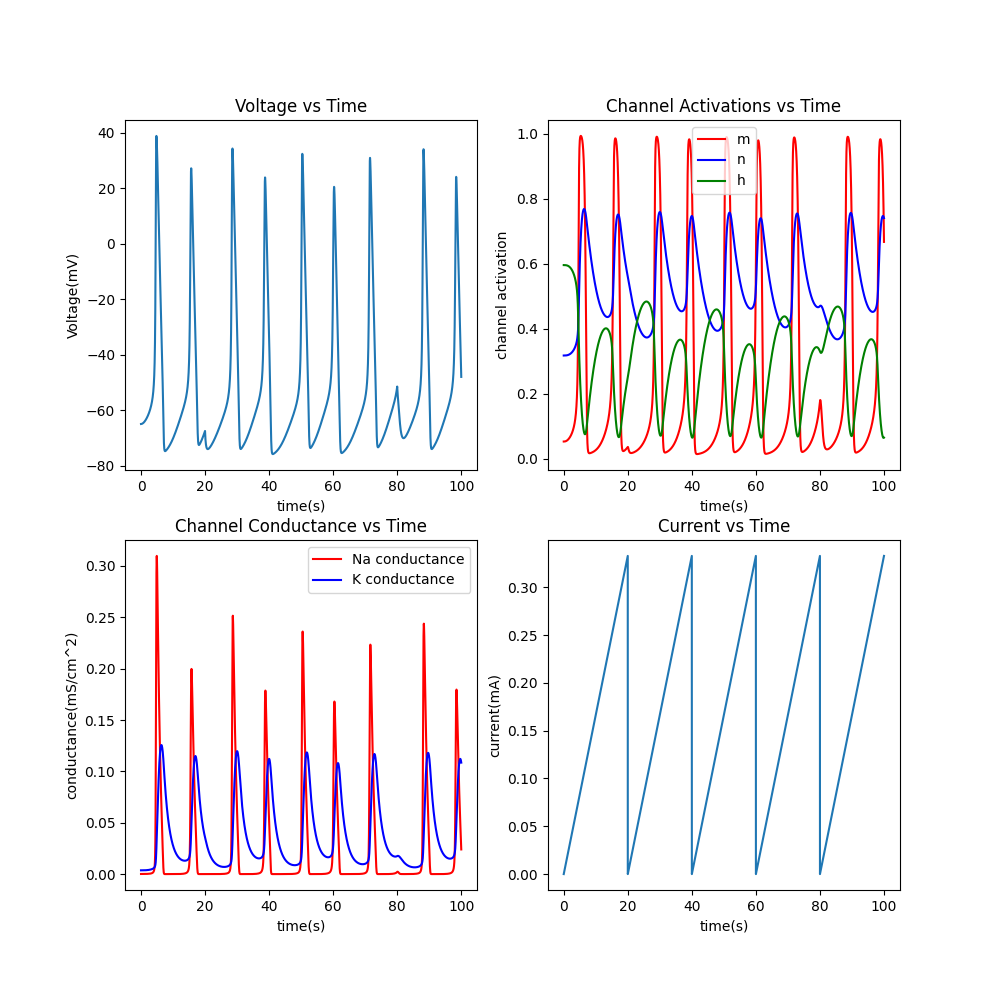 Voltage vs Time
40
20
0
−20
−40
−60
−80
Voltage(mV)
0 20 40 60 80 100
time(s)
Channel Activations vs Time
1.0
0.8
0.6
0.4
0.2
0.0
channel activation
m
n
h
0 20 40 60 80 100
time(s)
Channel Conductance vs Time
0.30
0.25
0.20
0.15
0.10
0.05
0.00
conductance(mS/cm^2)
Na conductance
K conductance
0 20 40 60 80 100
time(s)
Current vs Time
0.30
0.25
0.20
0.15
0.10
0.05
0.00
current(mA)
0 20 40 60 80 100
time(s)